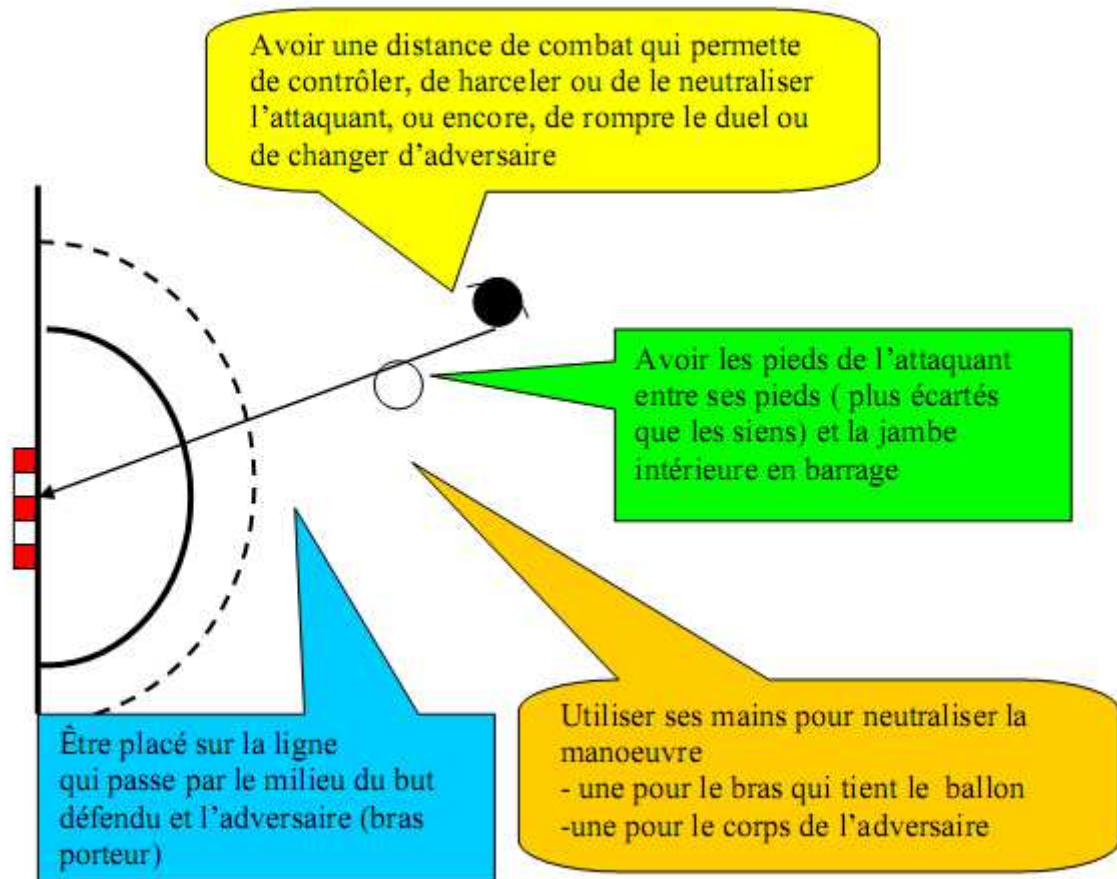 Avoir une distance de combat qui permette
de contrôler, de harceler ou de le neutraliser
l’attaquant, ou encore, de rompre le duel ou
de changer d’adversaire
Avoir les pieds de l’attaquant
entre ses pieds ( plus écartés
que les siens) et la jambe
intérieure en barrage
Être placé sur la ligne
qui passe par le milieu du but
défendu et l’adversaire (bras
porteur)
Utiliser ses mains pour neutraliser la
manoeuvre
- une pour le bras qui tient le ballon
-une pour le corps de l’adversaire